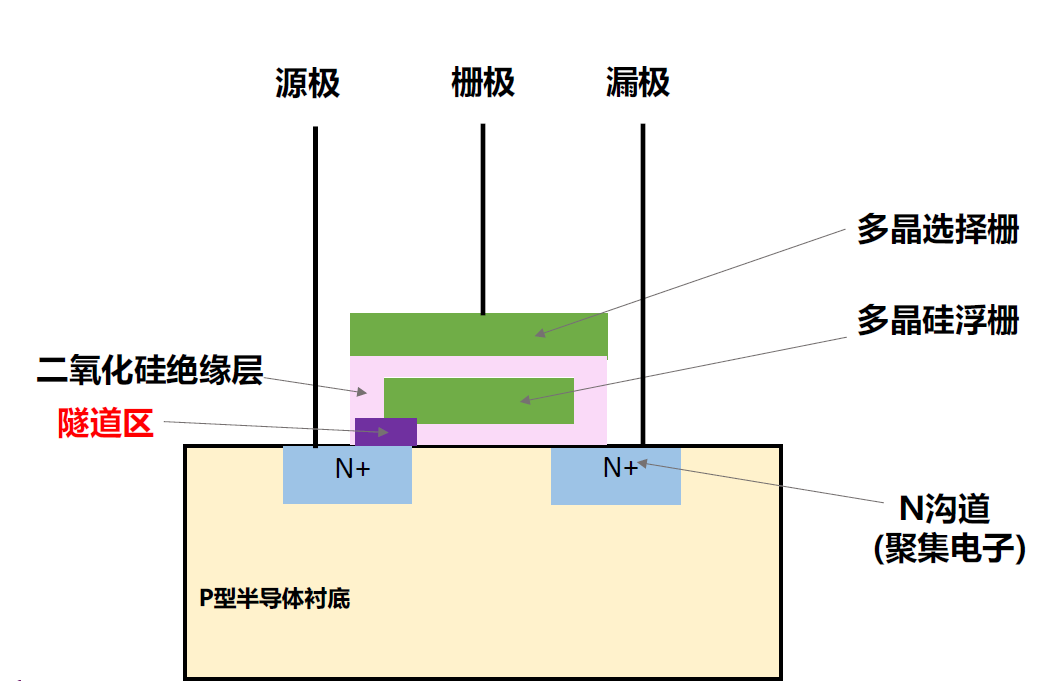 源极
栅极
漏极
多晶选择栅
多晶硅浮栅
二氧化硅绝缘层
隧道区
N+
N+
N沟道
(聚集电子)
P型半导体衬底